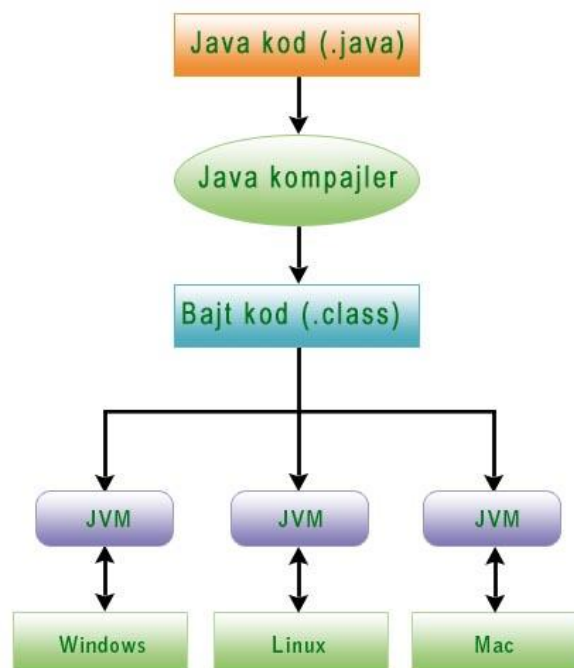 Java kod (.java)
Java kompajler
Bajt kod (.class)
JVM
JVM
JVM
Windows
Linux
Mac